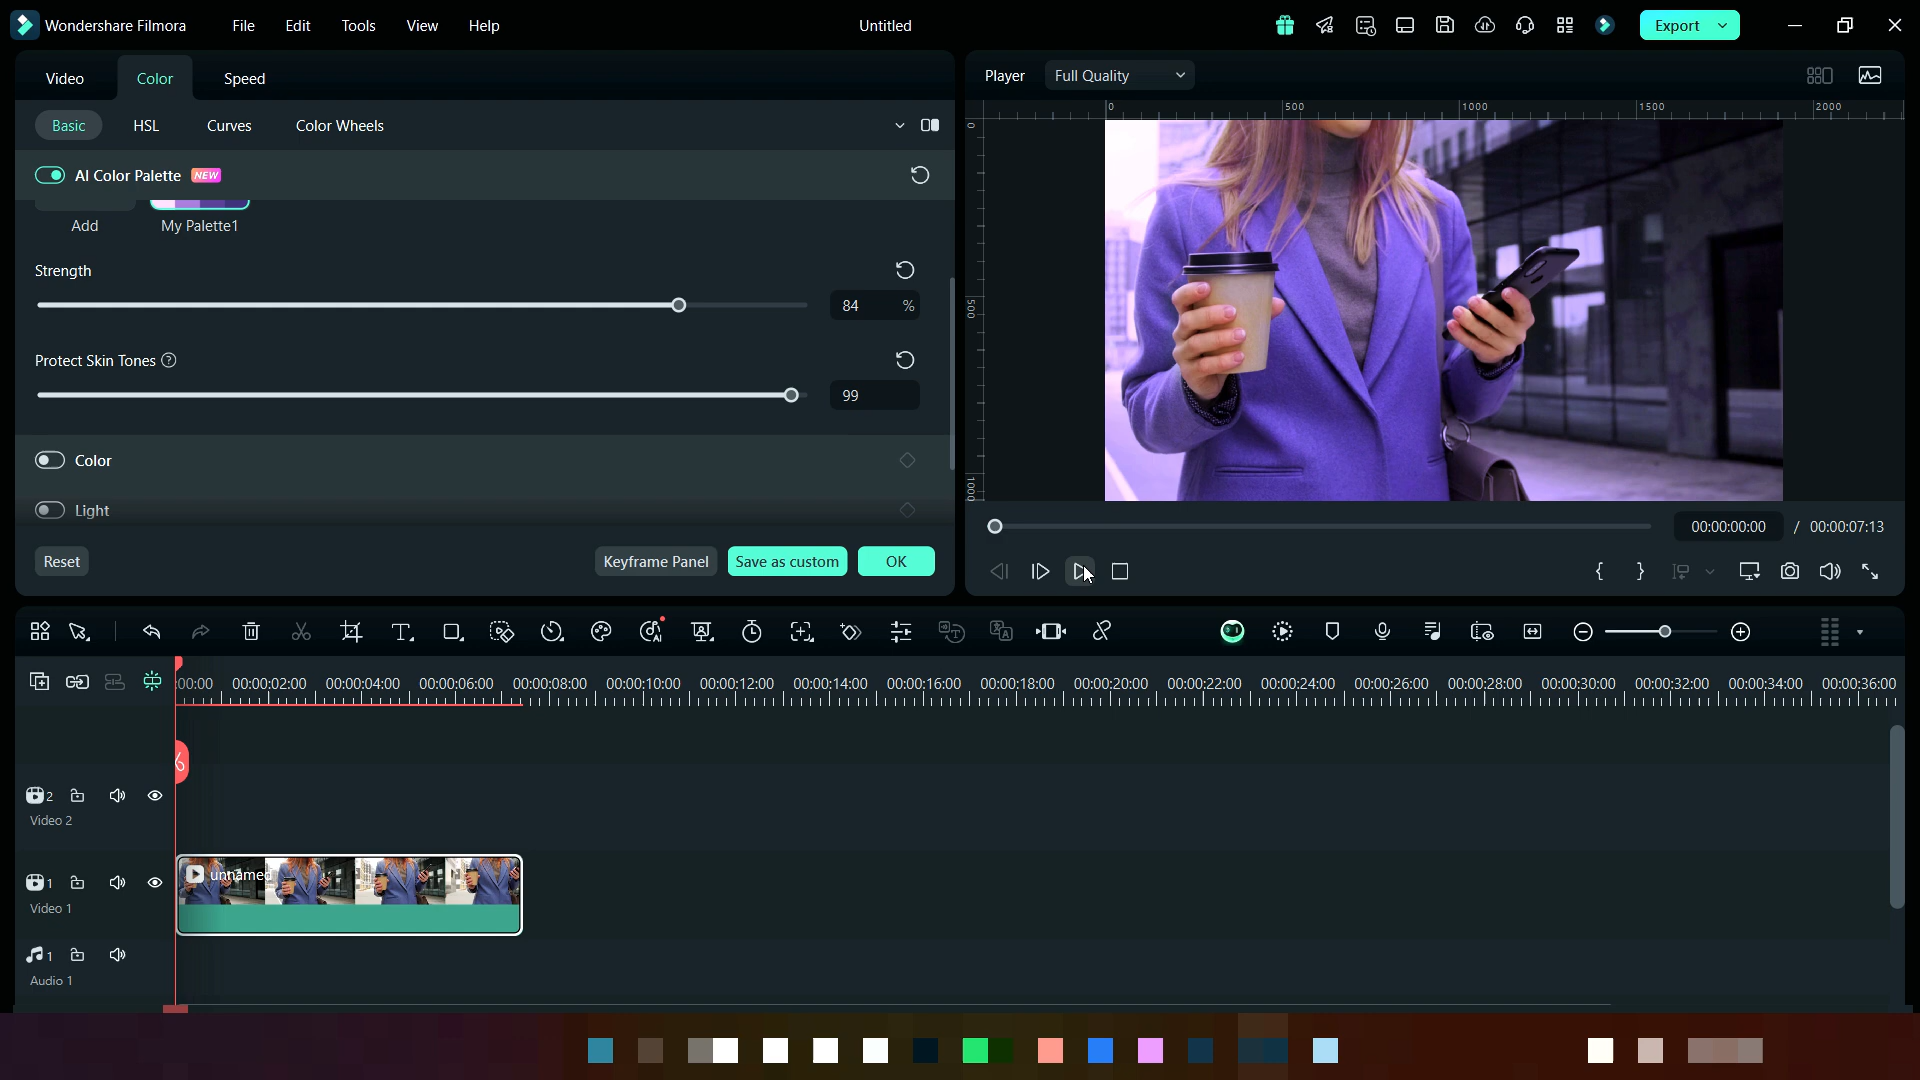 Wondershare Filmora File Edit Tools View Help Untitled Export
Video Color Speed
Basic HSL Curves Color Wheels
AI Color Palette NEW
Add My Palette1
Strength
84 %
Protect Skin Tones ?
99
Color
Light
Reset Keyframe Panel Save as custom OK
Player Full Quality
0 500 1000 1500 2000
0
500
1000
00:00:00:00 / 00:00:07:13
:00:00 00:00:02:00 00:00:04:00 00:00:06:00 00:00:08:00 00:00:10:00 00:00:12:00 00:00:14:00 00:00:16:00 00:00:18:00 00:00:20:00 00:00:22:00 00:00:24:00 00:00:26:00 00:00:28:00 00:00:30:00 00:00:32:00 00:00:34:00 00:00:36:00
2
Video 2
1
Video 1
unnamed
1
Audio 1